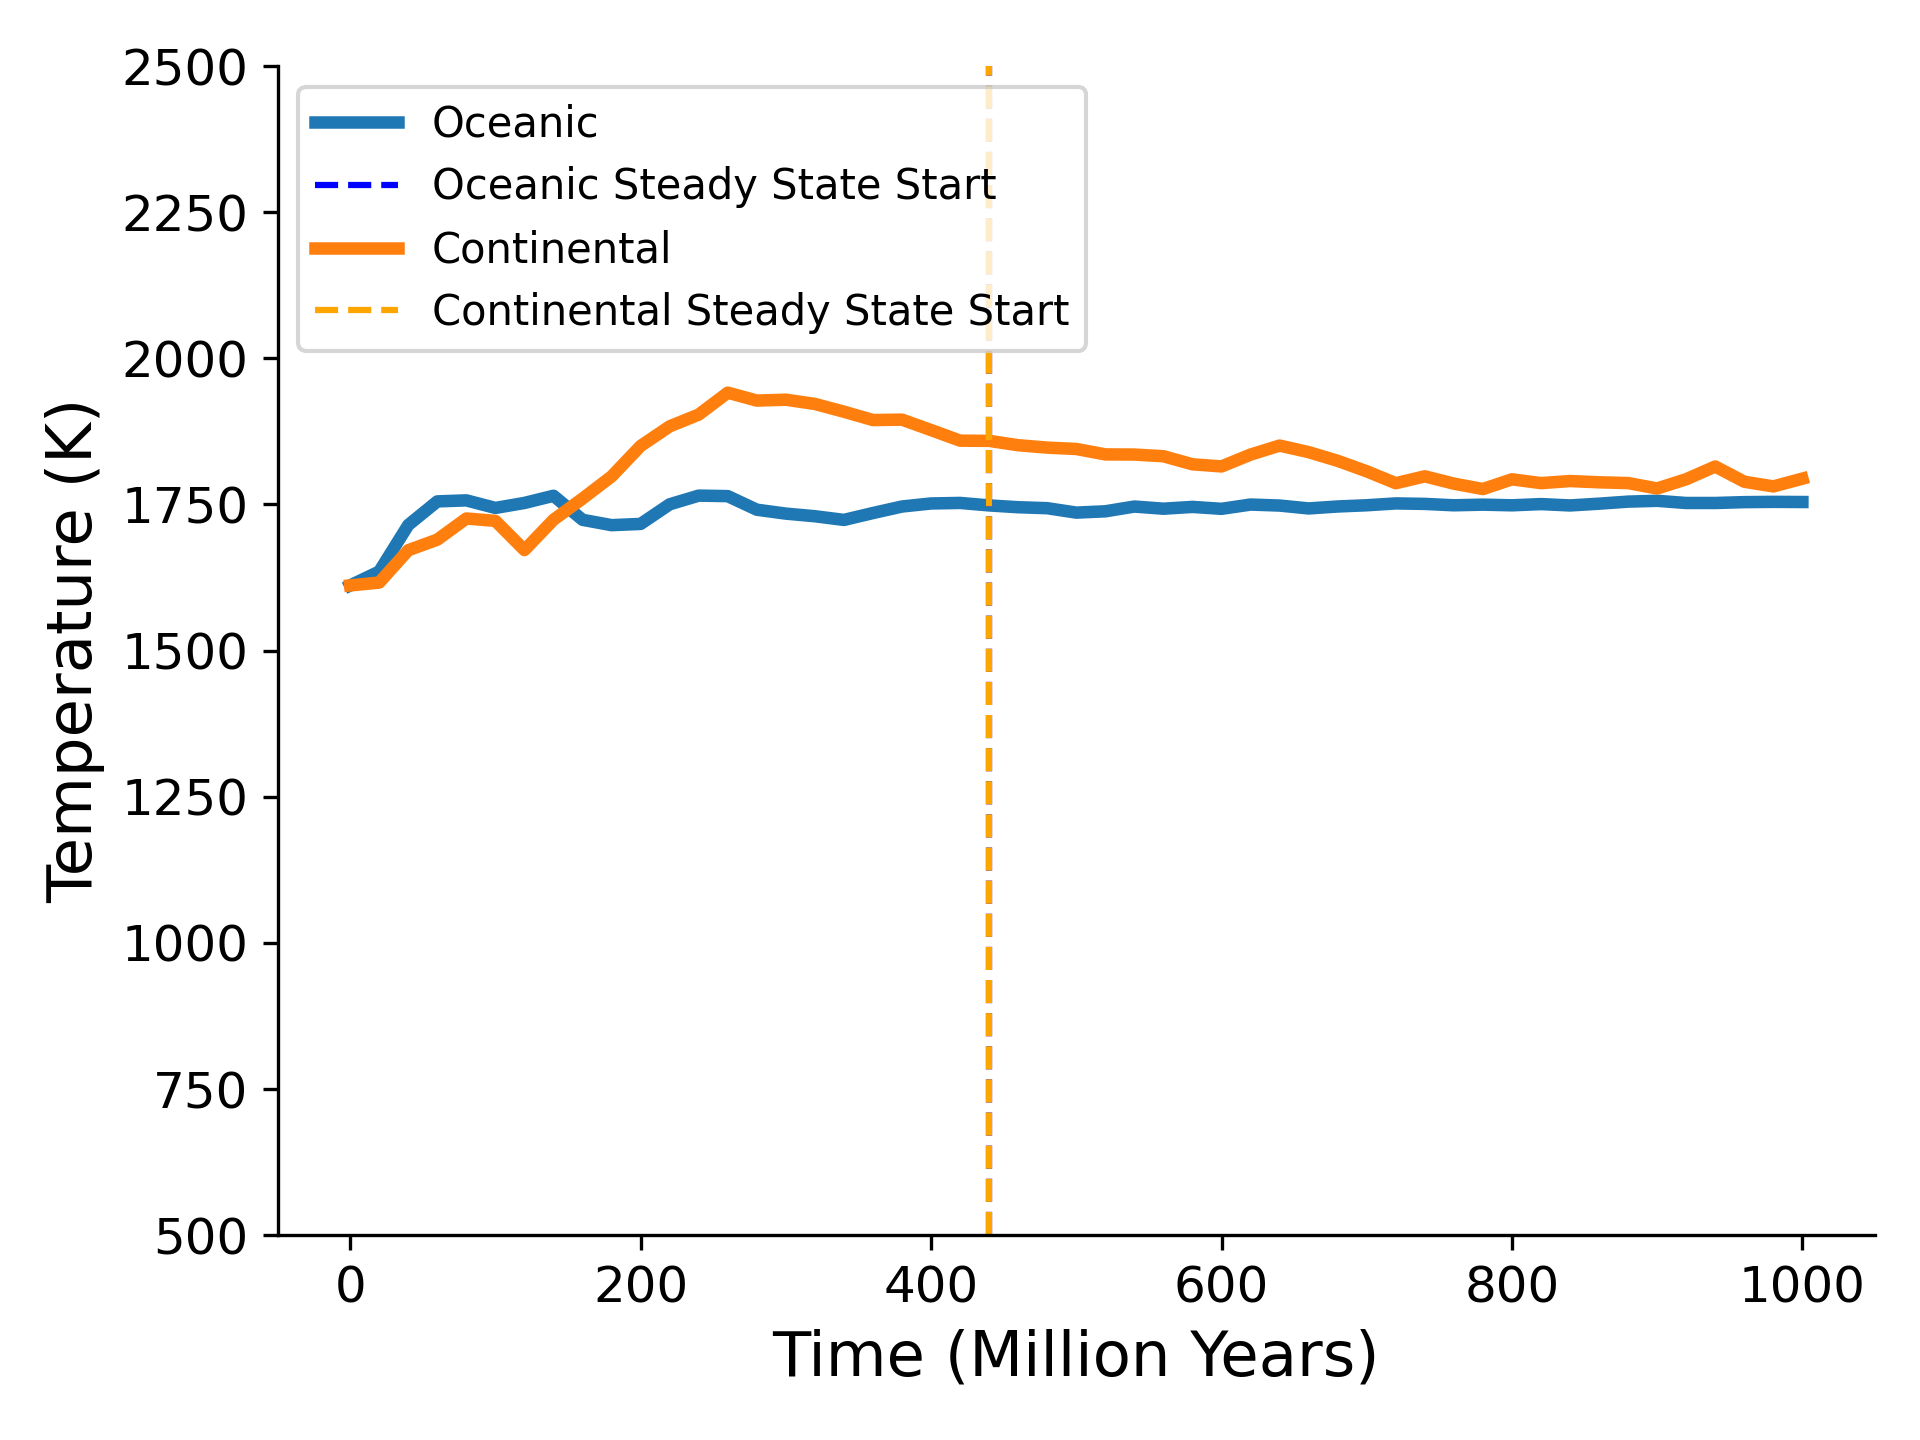 2500
2250
2000
1750
1500
1250
1000
750
500
Temperature (K)
Oceanic
Oceanic Steady State Start
Continental
Continental Steady State Start
0 200 400 600 800 1000
Time (Million Years)